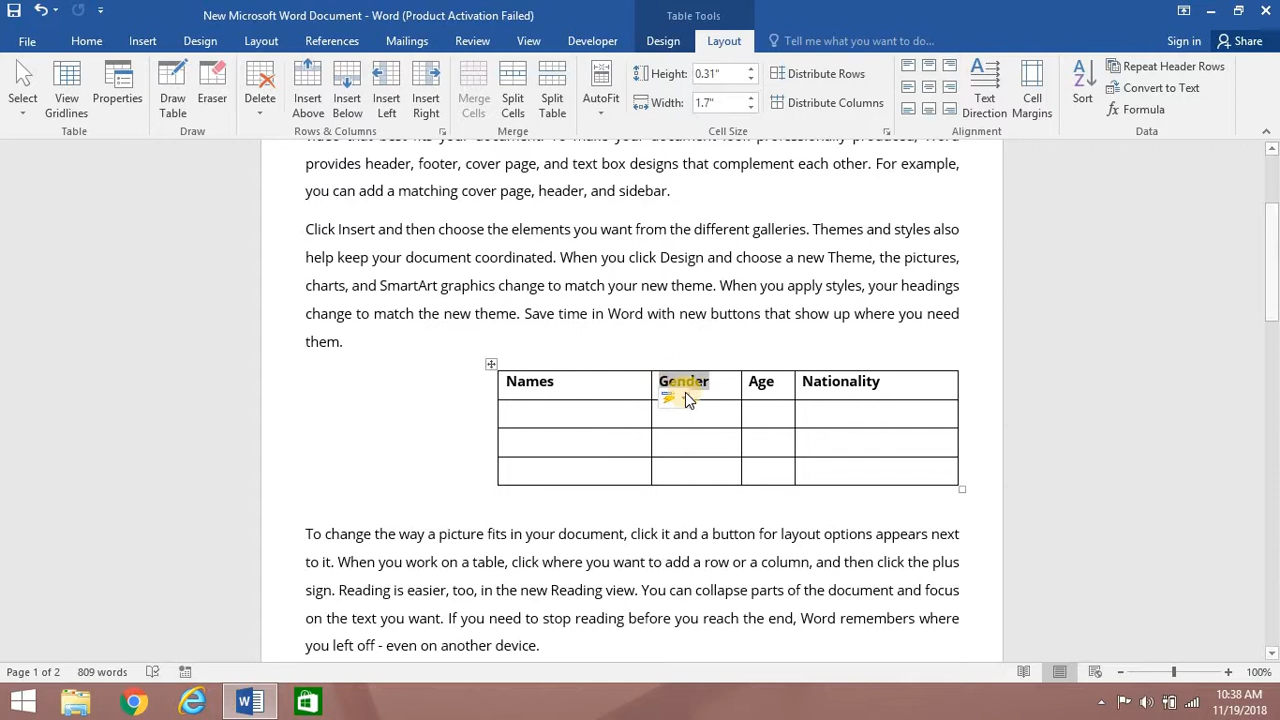 New Microsoft Word Document - Word (Product Activation Failed)
Table Tools
File Home Insert Design Layout References Mailings Review View Developer Design Layout Tell me what you want to do... Sign in Share
Select
View Gridlines
Properties
Table
Draw Table
Eraser
Draw
Delete
Insert Above
Insert Below
Insert Left
Insert Right
Rows & Columns
Merge Cells
Split Cells
Split Table
Merge
AutoFit
Height: 0.31"
Width: 1.7"
Distribute Rows
Distribute Columns
Cell Size
Text Direction
Cell Margins
Alignment
Sort
Repeat Header Rows
Convert to Text
Formula
Data
video that best fits your document. To make your document look professionally produced, Word
provides header, footer, cover page, and text box designs that complement each other. For example,
you can add a matching cover page, header, and sidebar.
Click Insert and then choose the elements you want from the different galleries. Themes and styles also
help keep your document coordinated. When you click Design and choose a new Theme, the pictures,
charts, and SmartArt graphics change to match your new theme. When you apply styles, your headings
change to match the new theme. Save time in Word with new buttons that show up where you need
them.
Names Gender Age Nationality
To change the way a picture fits in your document, click it and a button for layout options appears next
to it. When you work on a table, click where you want to add a row or a column, and then click the plus
sign. Reading is easier, too, in the new Reading view. You can collapse parts of the document and focus
on the text you want. If you need to stop reading before you reach the end, Word remembers where
you left off - even on another device.
Page 1 of 2 809 words 100%
10:38 AM
11/19/2018